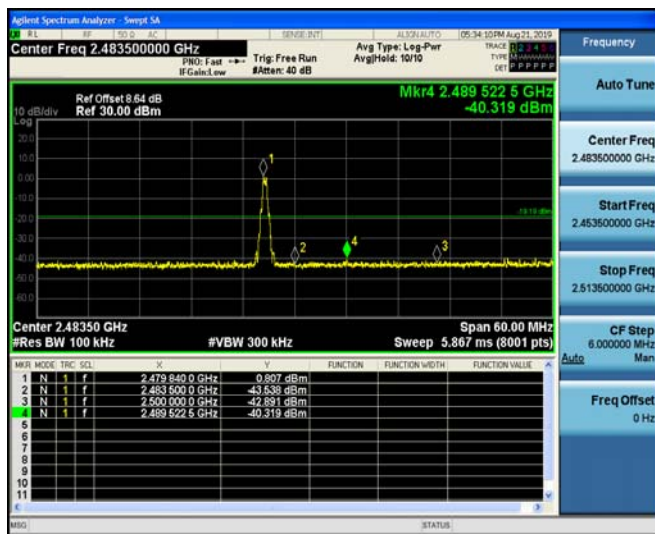 Agilent Spectrum Analyzer - Swept SA
RL RF 50 Ω AC SENSE:INT ALIGN AUTO 05:34:10 PM Aug 21, 2019
Center Freq 2.483500000 GHz
PNO: Fast
IFGain:Low
Trig: Free Run
#Atten: 40 dB
Avg Type: Log-Pwr
Avg|Hold: 10/10
TRACE 1 2 3 4 5 6
TYPE M
DET P P P P P P
10 dB/div
Log
Ref Offset 8.64 dB
Ref 30.00 dBm
Mkr4 2.489 522 5 GHz
-40.319 dBm
20.0
10.0
0.00
-10.0
-20.0
-30.0
-40.0
-50.0
-60.0
1
2
4
3
-19.19 dBm
Center 2.48350 GHz
Span 60.00 MHz
#Res BW 100 kHz
#VBW 300 kHz
Sweep 5.867 ms (8001 pts)
MKR MODE TRC SCL X Y FUNCTION FUNCTION WIDTH FUNCTION VALUE
1 N 1 f 2.479 840 0 GHz 0.807 dBm
2 N 1 f 2.483 500 0 GHz -43.538 dBm
3 N 1 f 2.500 000 0 GHz -42.891 dBm
4 N 1 f 2.489 522 5 GHz -40.319 dBm
5
6
7
8
9
10
11
MSG
STATUS
Frequency
Auto Tune
Center Freq
2.483500000 GHz
Start Freq
2.453500000 GHz
Stop Freq
2.513500000 GHz
CF Step
6.000000 MHz
Auto Man
Freq Offset
0 Hz